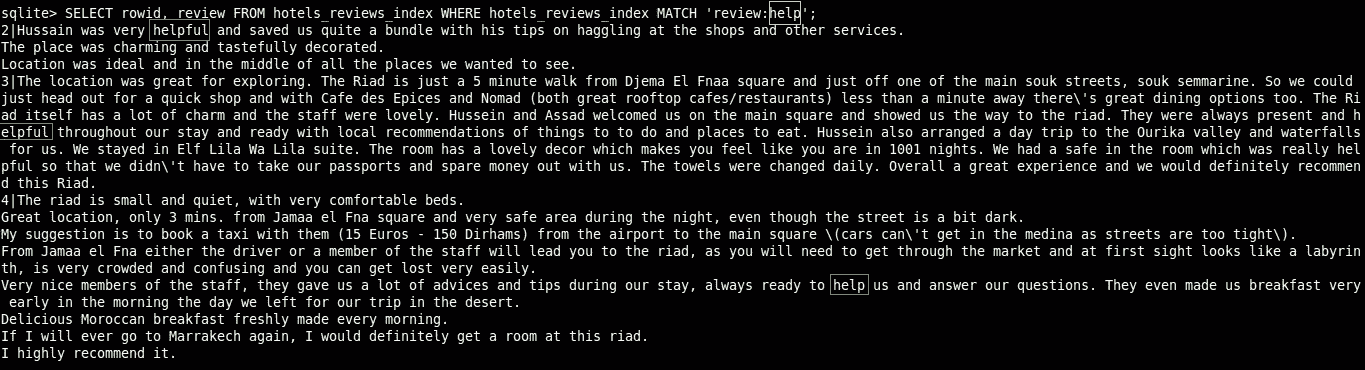 sqlite> SELECT rowid, review FROM hotels_reviews_index WHERE hotels_reviews_index MATCH 'review:help';
2|Hussain was very helpful and saved us quite a bundle with his tips on haggling at the shops and other services.
The place was charming and tastefully decorated.
Location was ideal and in the middle of all the places we wanted to see.
3|The location was great for exploring. The Riad is just a 5 minute walk from Djema El Fnaa square and just off one of the main souk streets, souk semmarine. So we could
just head out for a quick shop and with Cafe des Epices and Nomad (both great rooftop cafes/restaurants) less than a minute away there\'s great dining options too. The Ri
ad itself has a lot of charm and the staff were lovely. Hussein and Assad welcomed us on the main square and showed us the way to the riad. They were always present and h
elpful throughout our stay and ready with local recommendations of things to to do and places to eat. Hussein also arranged a day trip to the Ourika valley and waterfalls
for us. We stayed in Elf Lila Wa Lila suite. The room has a lovely decor which makes you feel like you are in 1001 nights. We had a safe in the room which was really hel
pful so that we didn\'t have to take our passports and spare money out with us. The towels were changed daily. Overall a great experience and we would definitely recommen
d this Riad.
4|The riad is small and quiet, with very comfortable beds.
Great location, only 3 mins. from Jamaa el Fna square and very safe area during the night, even though the street is a bit dark.
My suggestion is to book a taxi with them (15 Euros - 150 Dirhams) from the airport to the main square \(cars can\'t get in the medina as streets are too tight\).
From Jamaa el Fna either the driver or a member of the staff will lead you to the riad, as you will need to get through the market and at first sight looks like a labyrin
th, is very crowded and confusing and you can get lost very easily.
Very nice members of the staff, they gave us a lot of advices and tips during our stay, always ready to help us and answer our questions. They even made us breakfast very
early in the morning the day we left for our trip in the desert.
Delicious Moroccan breakfast freshly made every morning.
If I will ever go to Marrakech again, I would definitely get a room at this riad.
I highly recommend it.